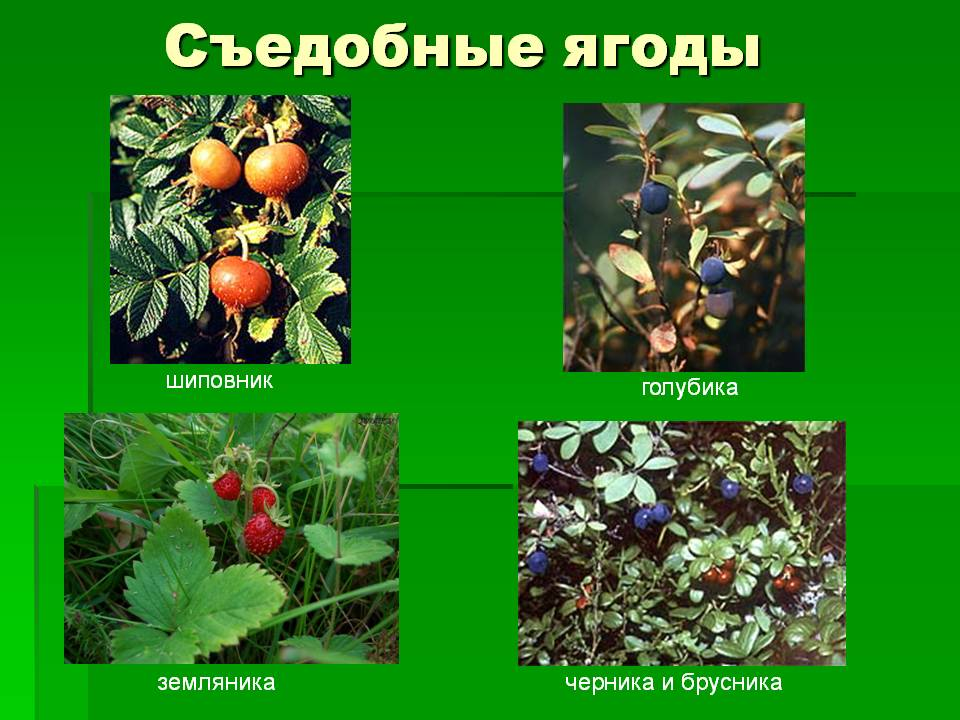 Съедобные ягоды
шиповник
голубика
земляника
черника и брусника